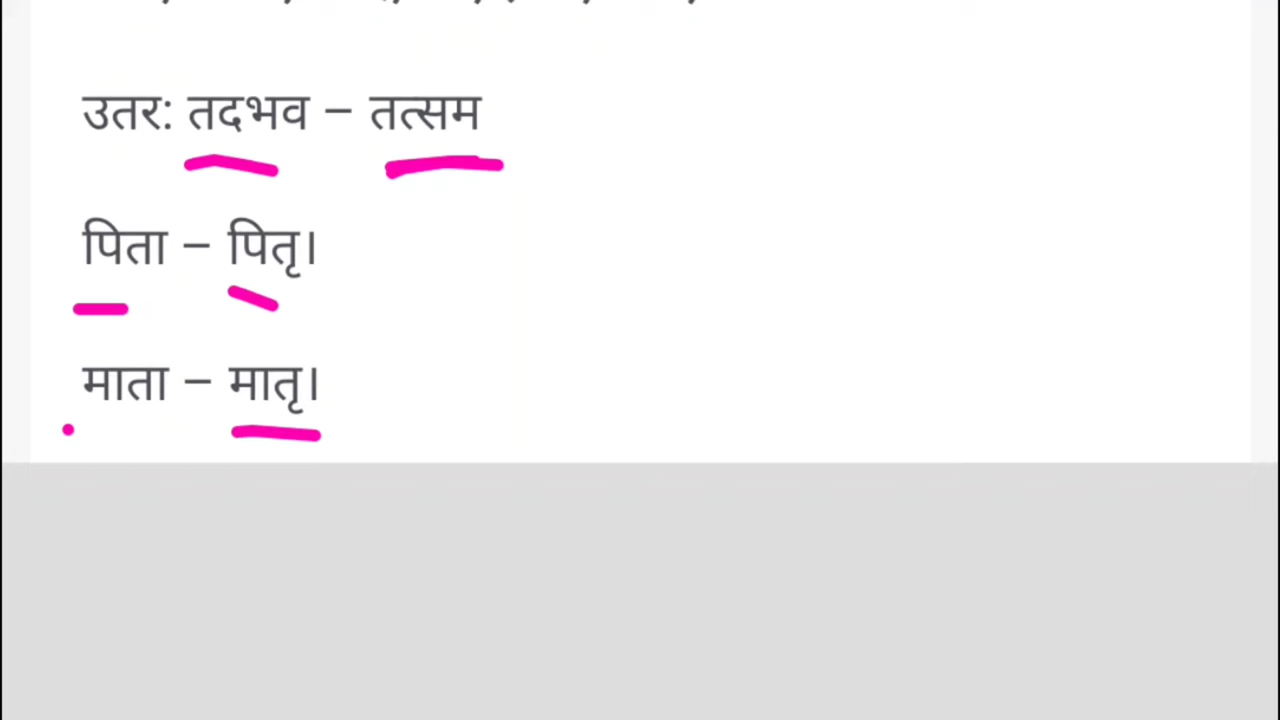 उतर: तदभव – तत्सम
पिता – पितृ।
माता – मातृ।